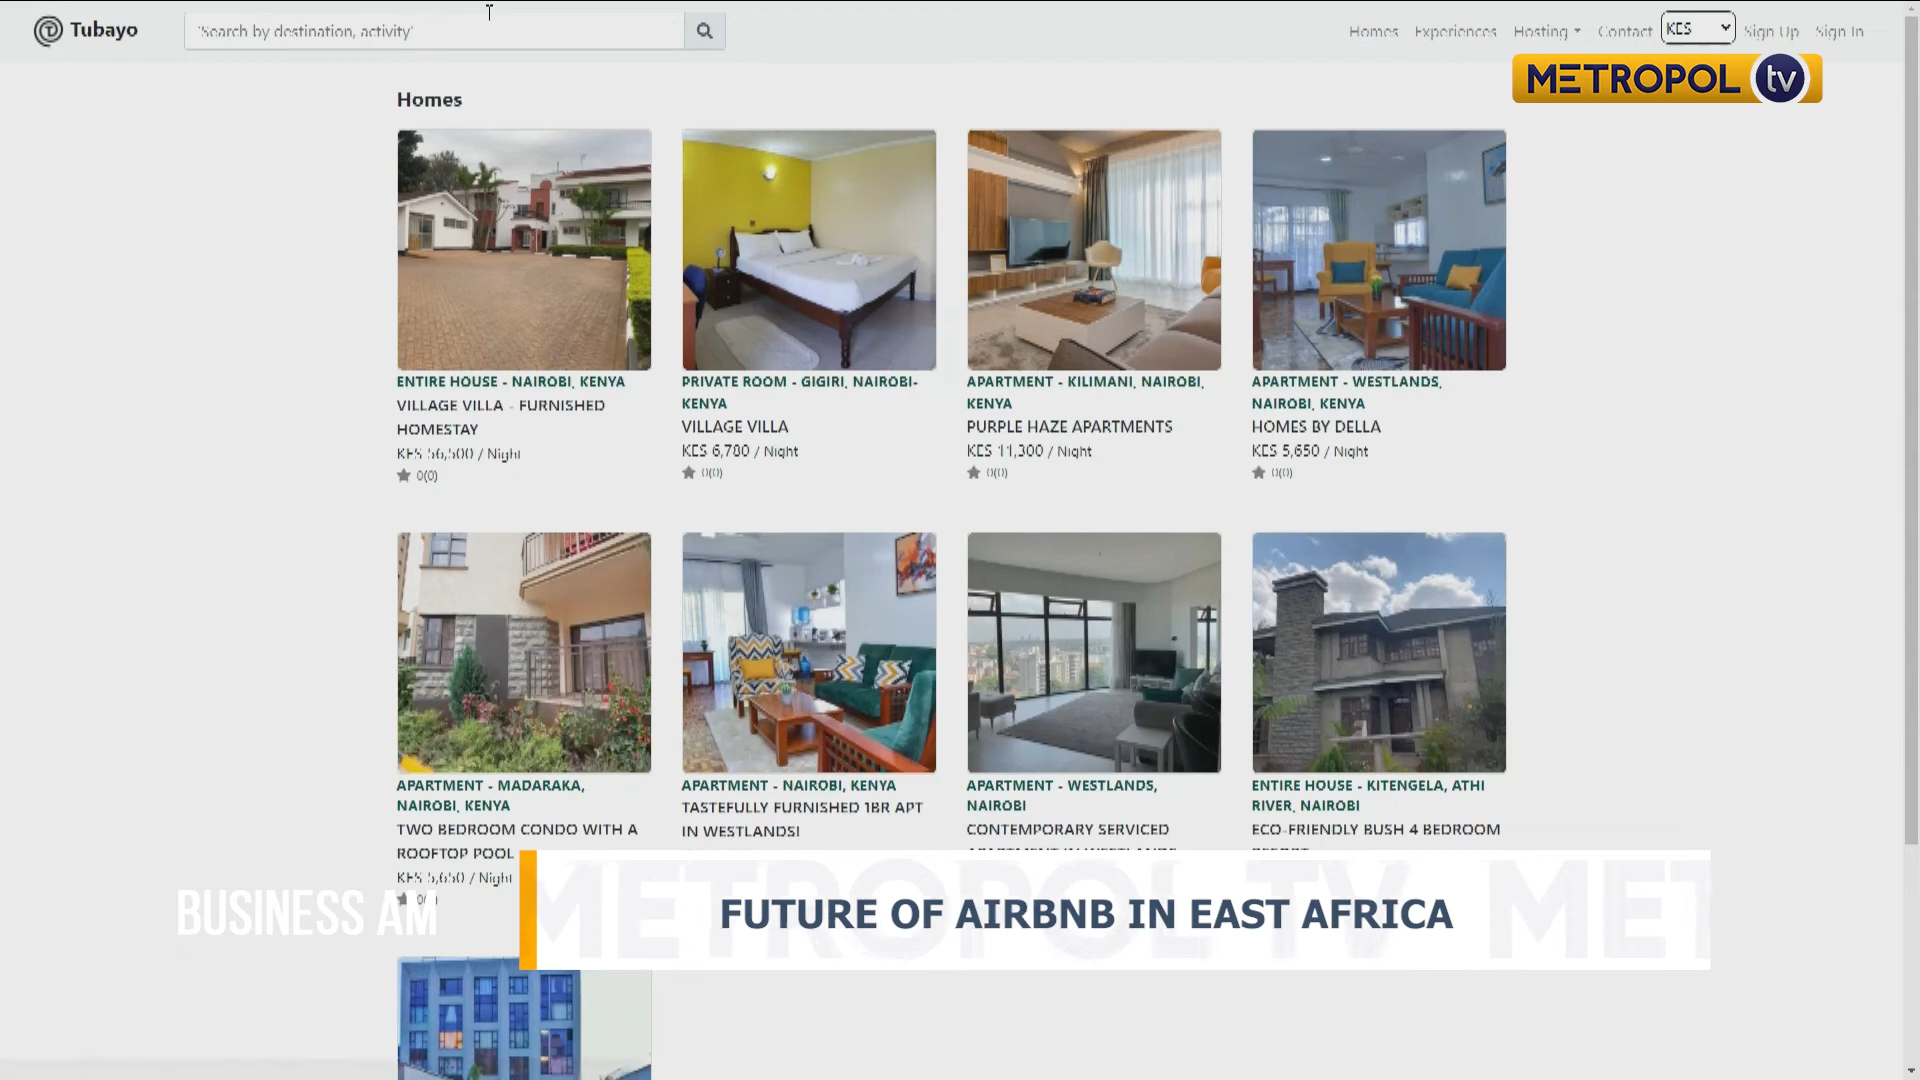 Tubayo
'Search by destination, activity'
Homes Experiences Hosting Contact KES Sign Up Sign In
METROPOL tv
Homes
ENTIRE HOUSE - NAIROBI, KENYA
VILLAGE VILLA - FURNISHED
HOMESTAY
KES 56,500 / Night
0(0)
PRIVATE ROOM - GIGIRI, NAIROBI-
KENYA
VILLAGE VILLA
KES 6,780 / Night
0(0)
APARTMENT - KILIMANI, NAIROBI,
KENYA
PURPLE HAZE APARTMENTS
KES 11,300 / Night
0(0)
APARTMENT - WESTLANDS,
NAIROBI, KENYA
HOMES BY DELLA
KES 5,650 / Night
0(0)
APARTMENT - MADARAKA,
NAIROBI, KENYA
TWO BEDROOM CONDO WITH A
ROOFTOP POOL
KES 5,650 / Night
APARTMENT - NAIROBI, KENYA
TASTEFULLY FURNISHED 1BR APT
IN WESTLANDS!
APARTMENT - WESTLANDS,
NAIROBI
CONTEMPORARY SERVICED
ENTIRE HOUSE - KITENGELA, ATHI
RIVER, NAIROBI
ECO-FRIENDLY BUSH 4 BEDROOM
BUSINESS AM
METROPOL TV MET
FUTURE OF AIRBNB IN EAST AFRICA